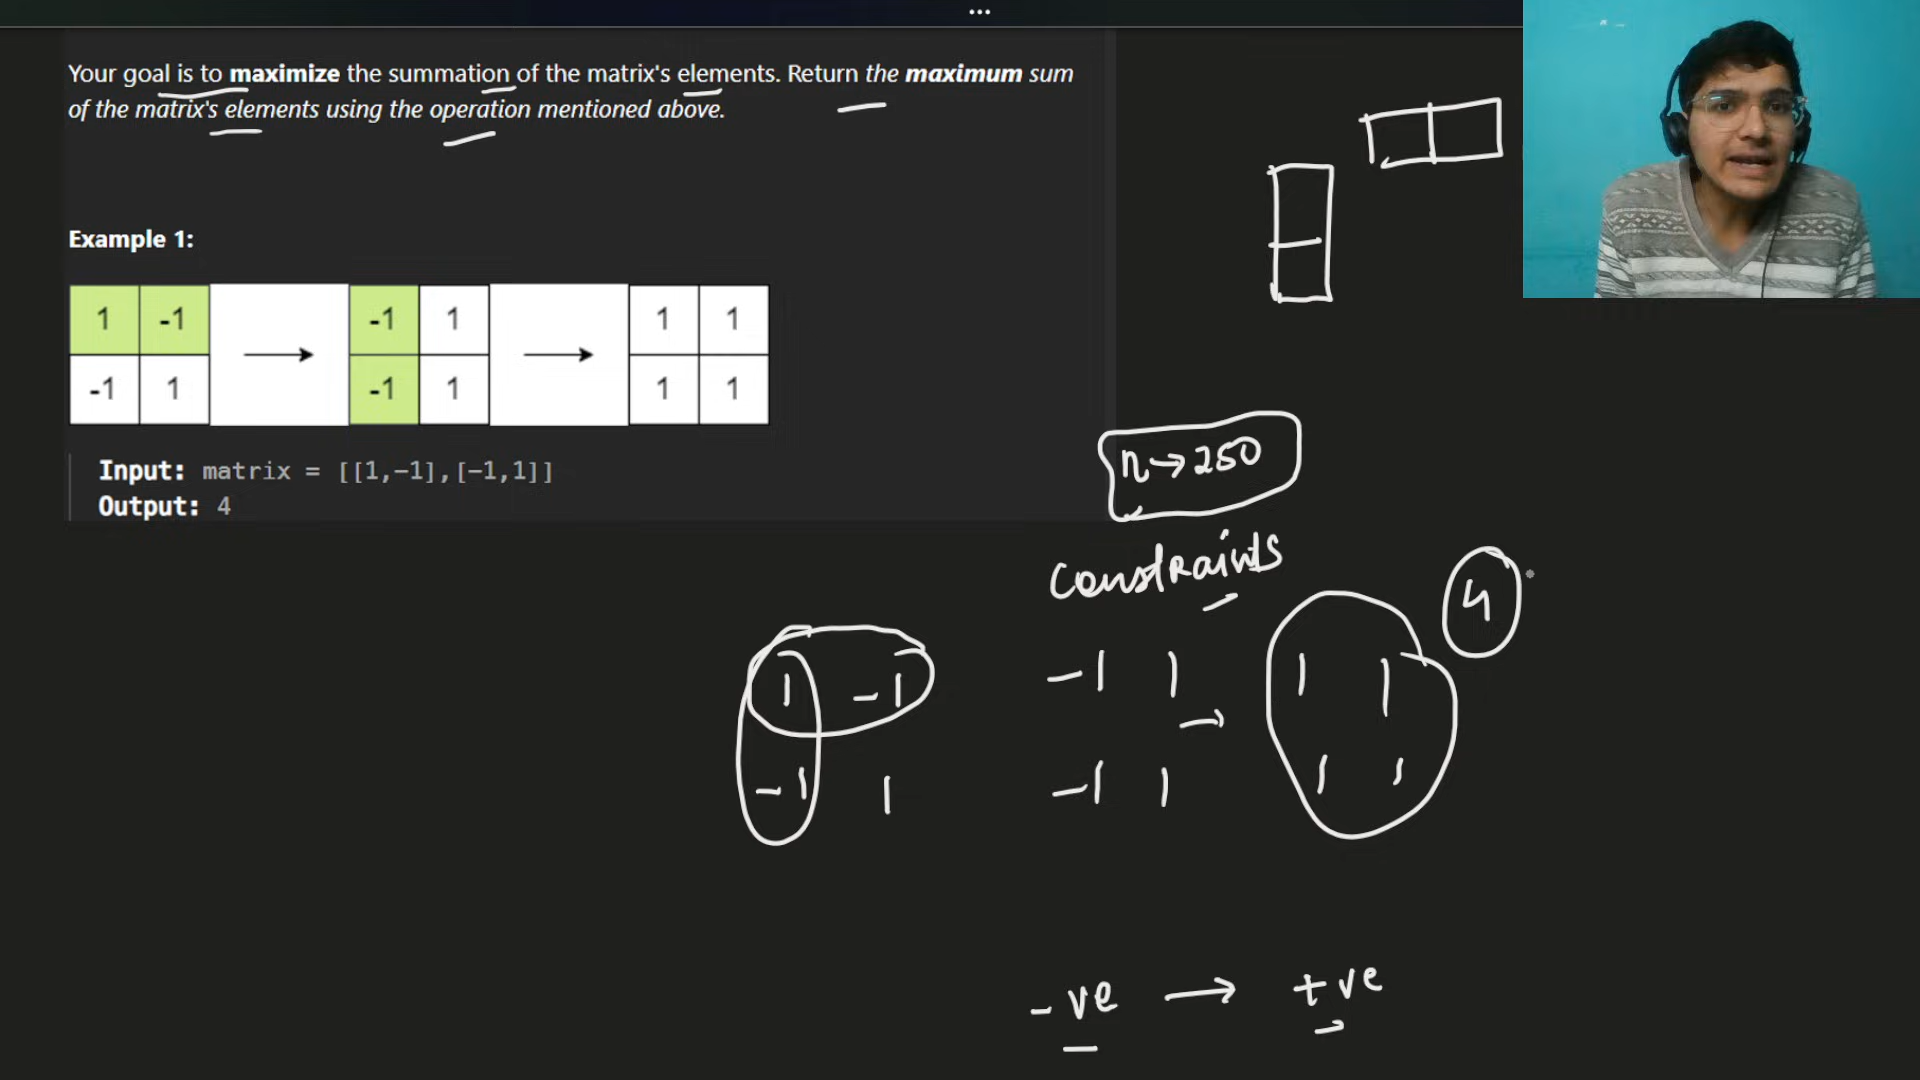 ...
Your goal is to maximize the summation of the matrix's elements. Return the maximum sum
of the matrix's elements using the operation mentioned above.
Example 1:
1 -1 -1 1 1 1
-1 1 -1 1 1 1
Input: matrix = [[1,−1],[−1,1]]
Output: 4
n→250
Constraints
4
1 -1 -1 1 → 1 1
-1 1 -1 1 1 1
-ve → +ve